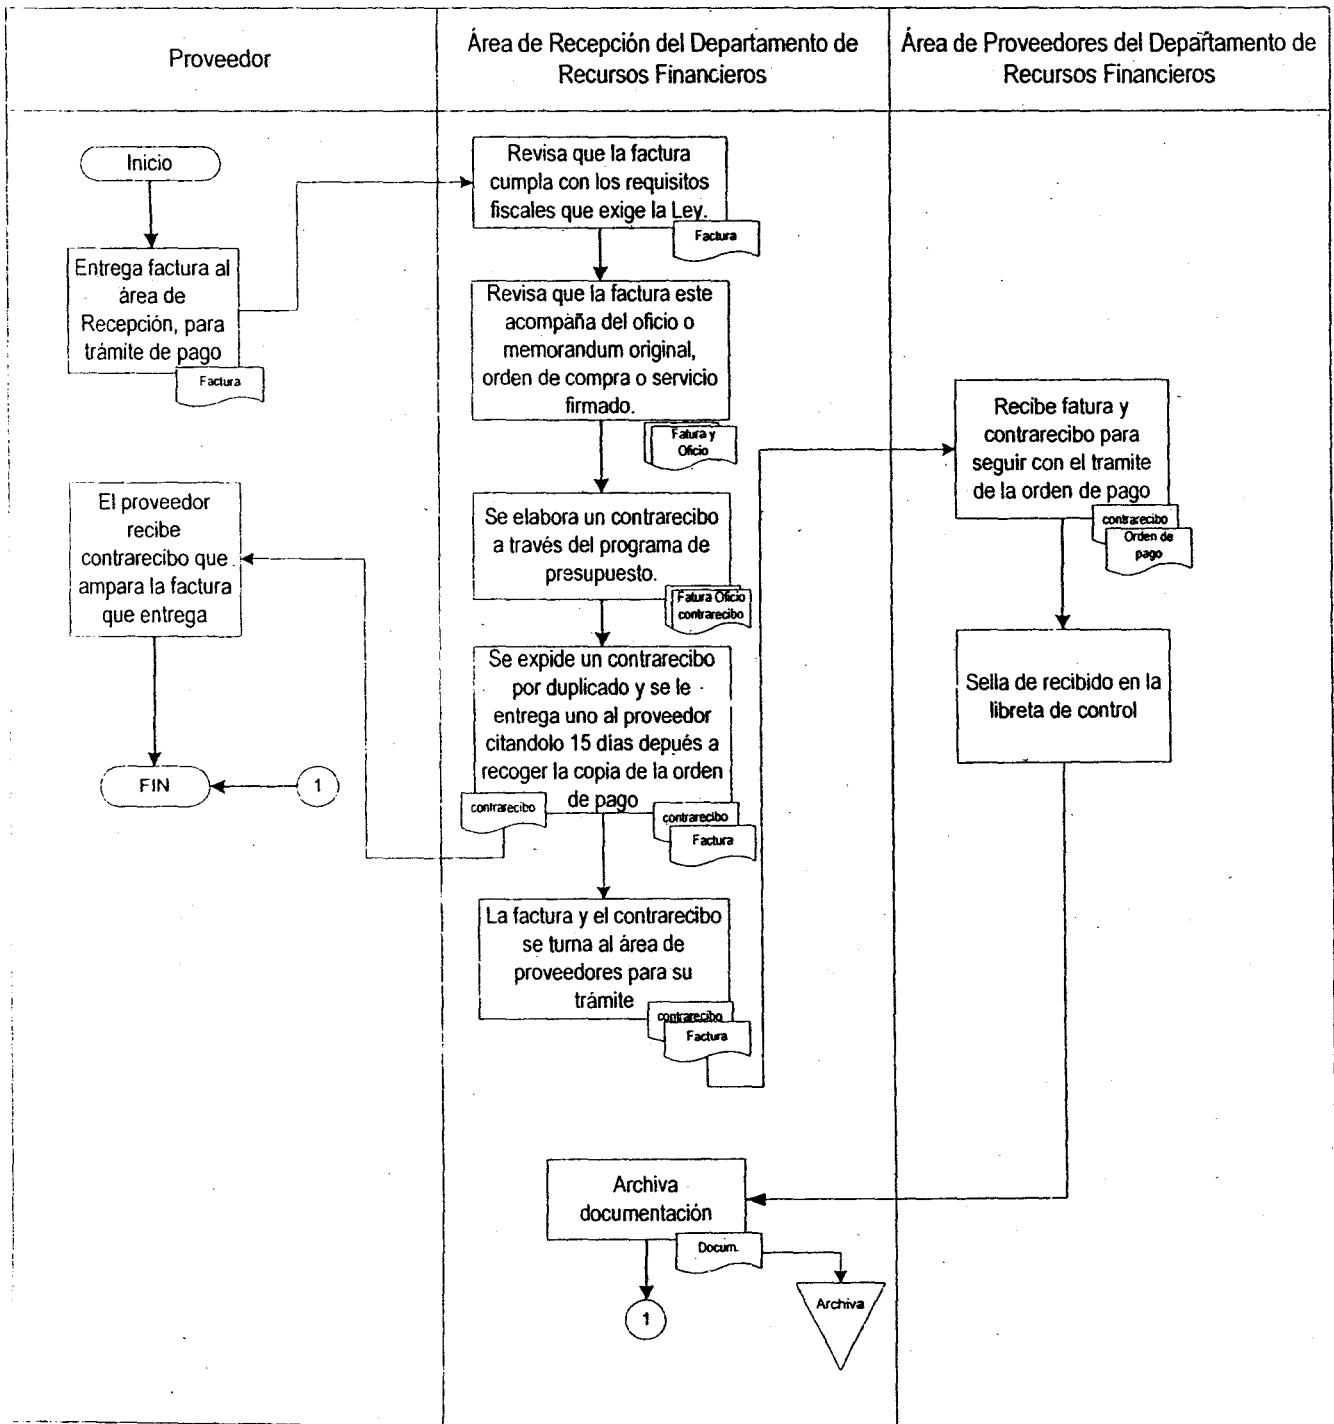 Proveedor
Área de Recepción del Departamento de
Recursos Financieros
Área de Proveedores del Departamento de
Recursos Financieros
Inicio
Entrega factura al
área de
Recepción, para
trámite de pago
Factura
El proveedor
recibe
contrarecibo que
ampara la factura
que entrega
FIN
1
Revisa que la factura
cumpla con los requisitos
fiscales que exige la Ley.
Factura
Revisa que la factura este
acompaña del oficio o
memorandum original,
orden de compra o servicio
firmado.
Fatura y
Oficio
Se elabora un contrarecibo
a través del programa de
presupuesto.
Fatura Oficio
contrarecibo
Se expide un contrarecibo
por duplicado y se le
entrega uno al proveedor
citandolo 15 días depués a
recoger la copia de la orden
de pago
contrarecibo
contrarecibo
Factura
La factura y el contrarecibo
se turna al área de
proveedores para su
trámite
contrarecibo
Factura
Archiva
documentación
Docum.
1
Archiva
Recibe fatura y
contrarecibo para
seguir con el tramite
de la orden de pago
contrarecibo
Orden de
pago
Sella de recibido en la
libreta de control